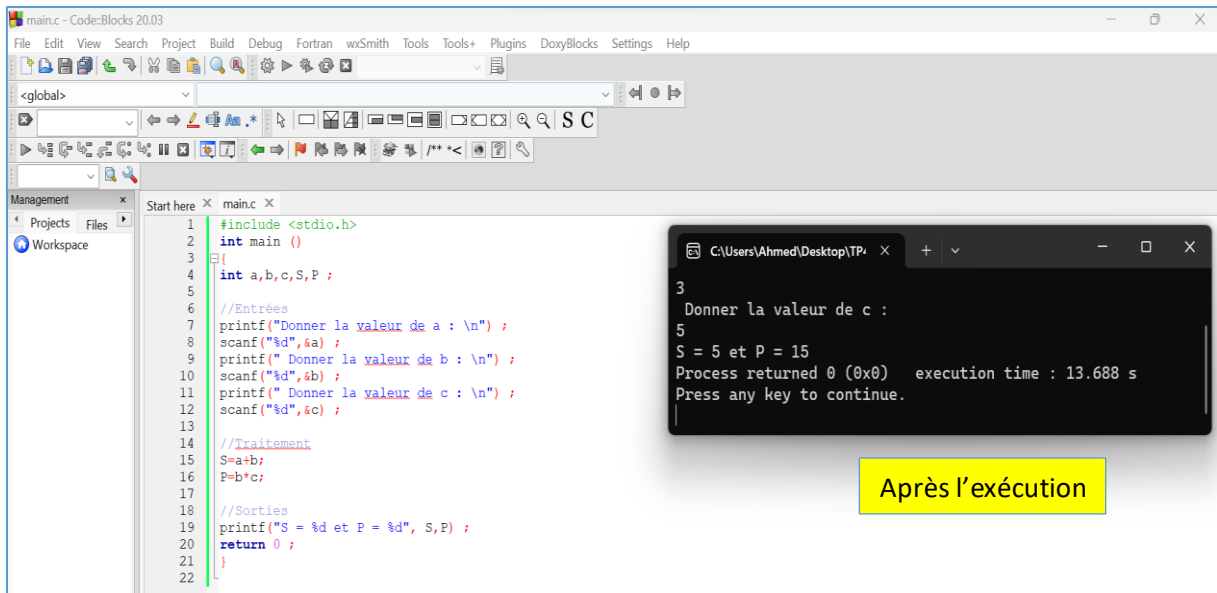 main.c - Code::Blocks 20.03
File Edit View Search Project Build Debug Fortran wxSmith Tools Tools+ Plugins DoxyBlocks Settings Help
<global>
Aa .* S C
/** *<
Management ×
Projects Files
Workspace
Start here × main.c ×
1 #include <stdio.h>
2 int main ()
3 {
4 int a,b,c,S,P ;
5
6 //Entrées
7 printf("Donner la valeur de a : \n") ;
8 scanf("%d",&a) ;
9 printf(" Donner la valeur de b : \n") ;
10 scanf("%d",&b) ;
11 printf(" Donner la valeur de c : \n") ;
12 scanf("%d",&c) ;
13
14 //Traitement
15 S=a+b;
16 P=b*c;
17
18 //Sorties
19 printf("S = %d et P = %d", S,P) ;
20 return 0 ;
21 }
22
C:\Users\Ahmed\Desktop\TP4
3
Donner la valeur de c :
5
S = 5 et P = 15
Process returned 0 (0x0) execution time : 13.688 s
Press any key to continue.
Après l'exécution